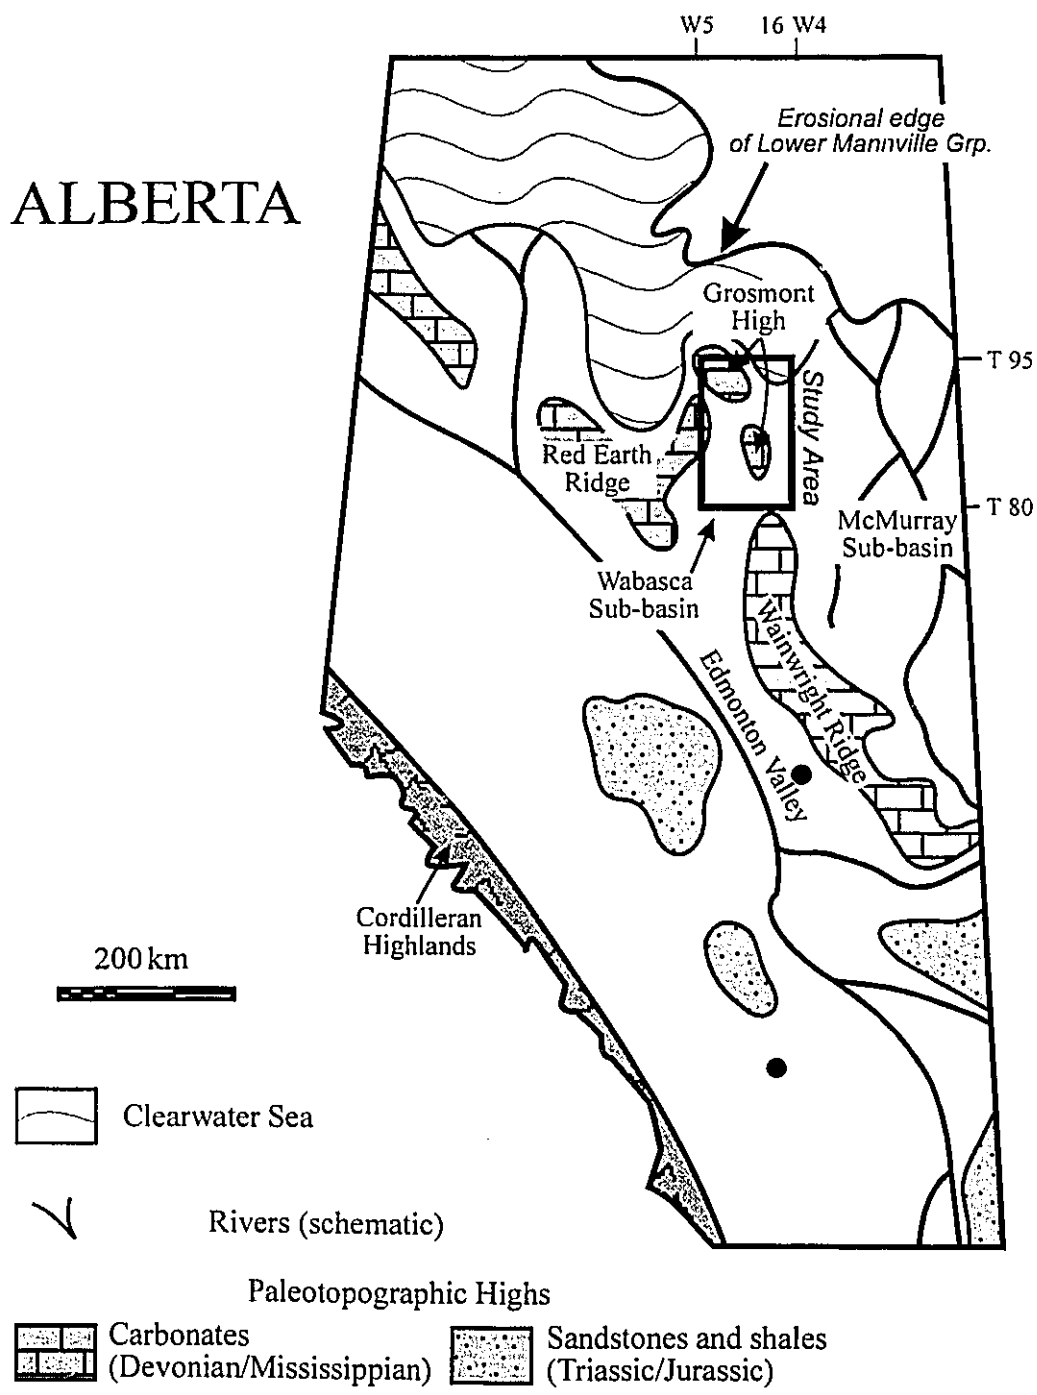 W5
16 W4
Erosional edge
of Lower Mannville Grp.
ALBERTA
Grosmont
High
T 95
Study Area
Red Earth
Ridge
T 80
McMurray
Sub-basin
Wabasca
Sub-basin
Wainwright Ridge
Edmonton Valley
Cordilleran
Highlands
200 km
Clearwater Sea
Rivers (schematic)
Paleotopographic Highs
Carbonates
(Devonian/Mississippian)
Sandstones and shales
(Triassic/Jurassic)